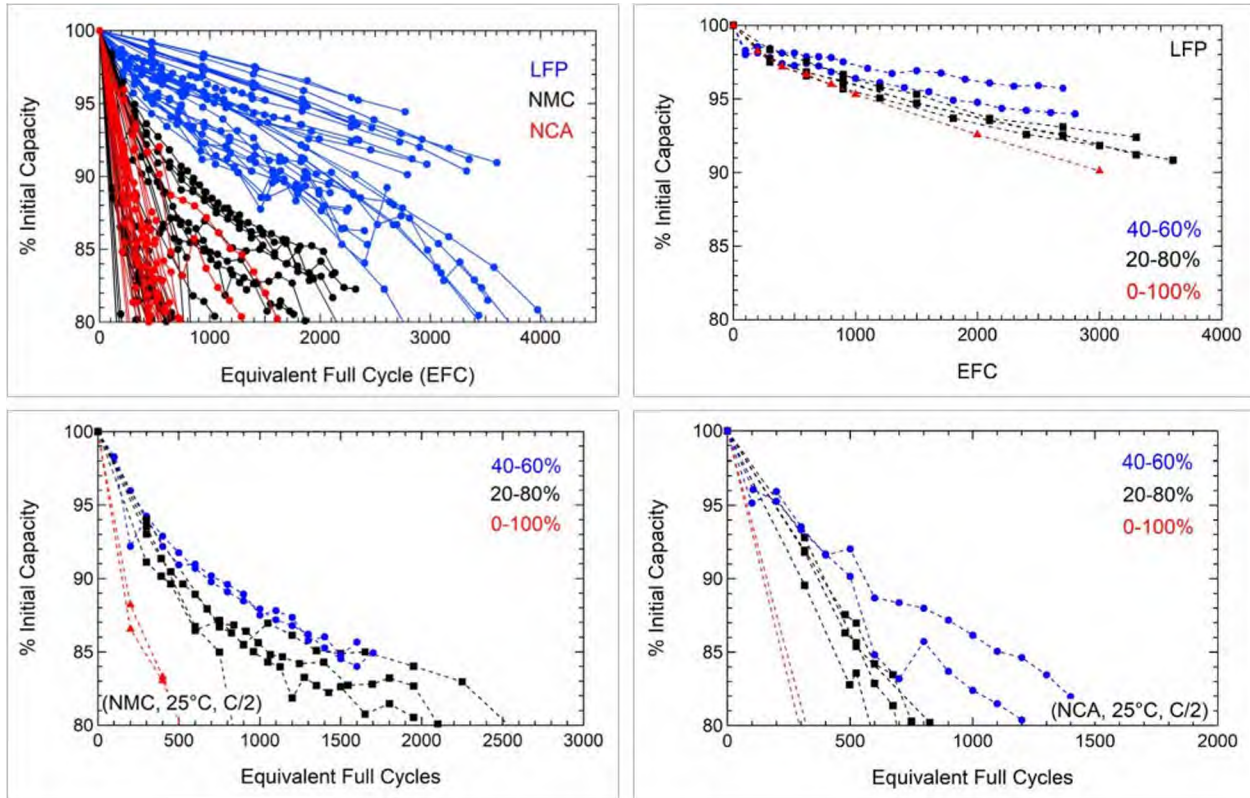 100
95
90
85
80
% Initial Capacity
LFP
NMC
NCA
0 1000 2000 3000 4000
Equivalent Full Cycle (EFC)
100
95
90
85
80
% Initial Capacity
LFP
40-60%
20-80%
0-100%
0 1000 2000 3000 4000
EFC
100
95
90
85
80
% Initial Capacity
40-60%
20-80%
0-100%
(NMC, 25°C, C/2)
0 500 1000 1500 2000 2500 3000
Equivalent Full Cycles
100
95
90
85
80
% Initial Capacity
40-60%
20-80%
0-100%
(NCA, 25°C, C/2)
0 500 1000 1500 2000
Equivalent Full Cycles